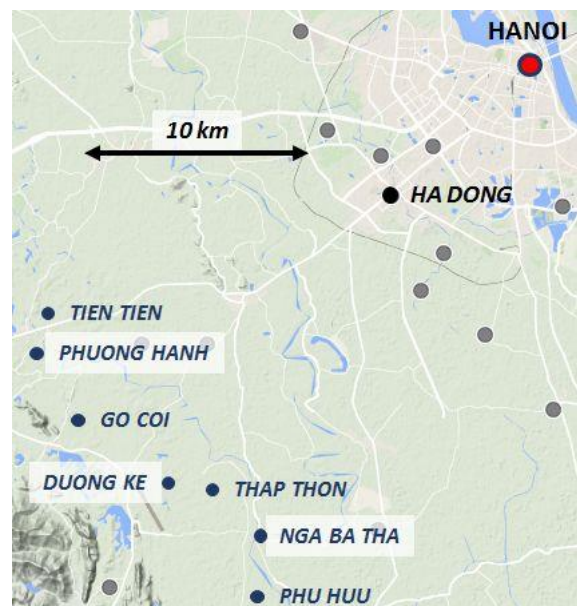 HANOI
10 km
HA DONG
TIEN TIEN
PHUONG HANH
GO COI
DUONG KE
THAP THON
NGA BA THA
PHU HUU